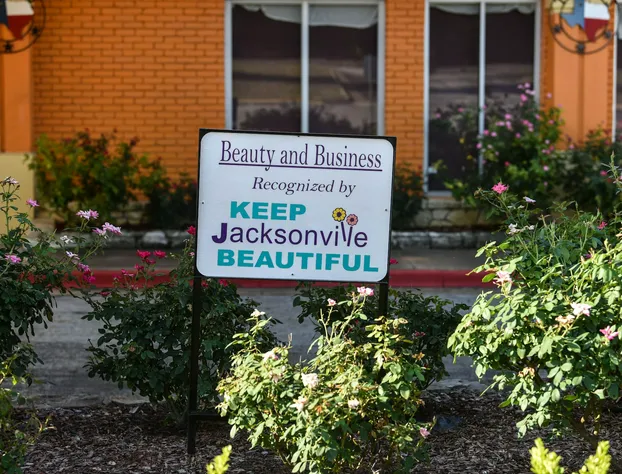 Beauty and Business
Recognized by
KEEP
Jacksonville
BEAUTIFUL